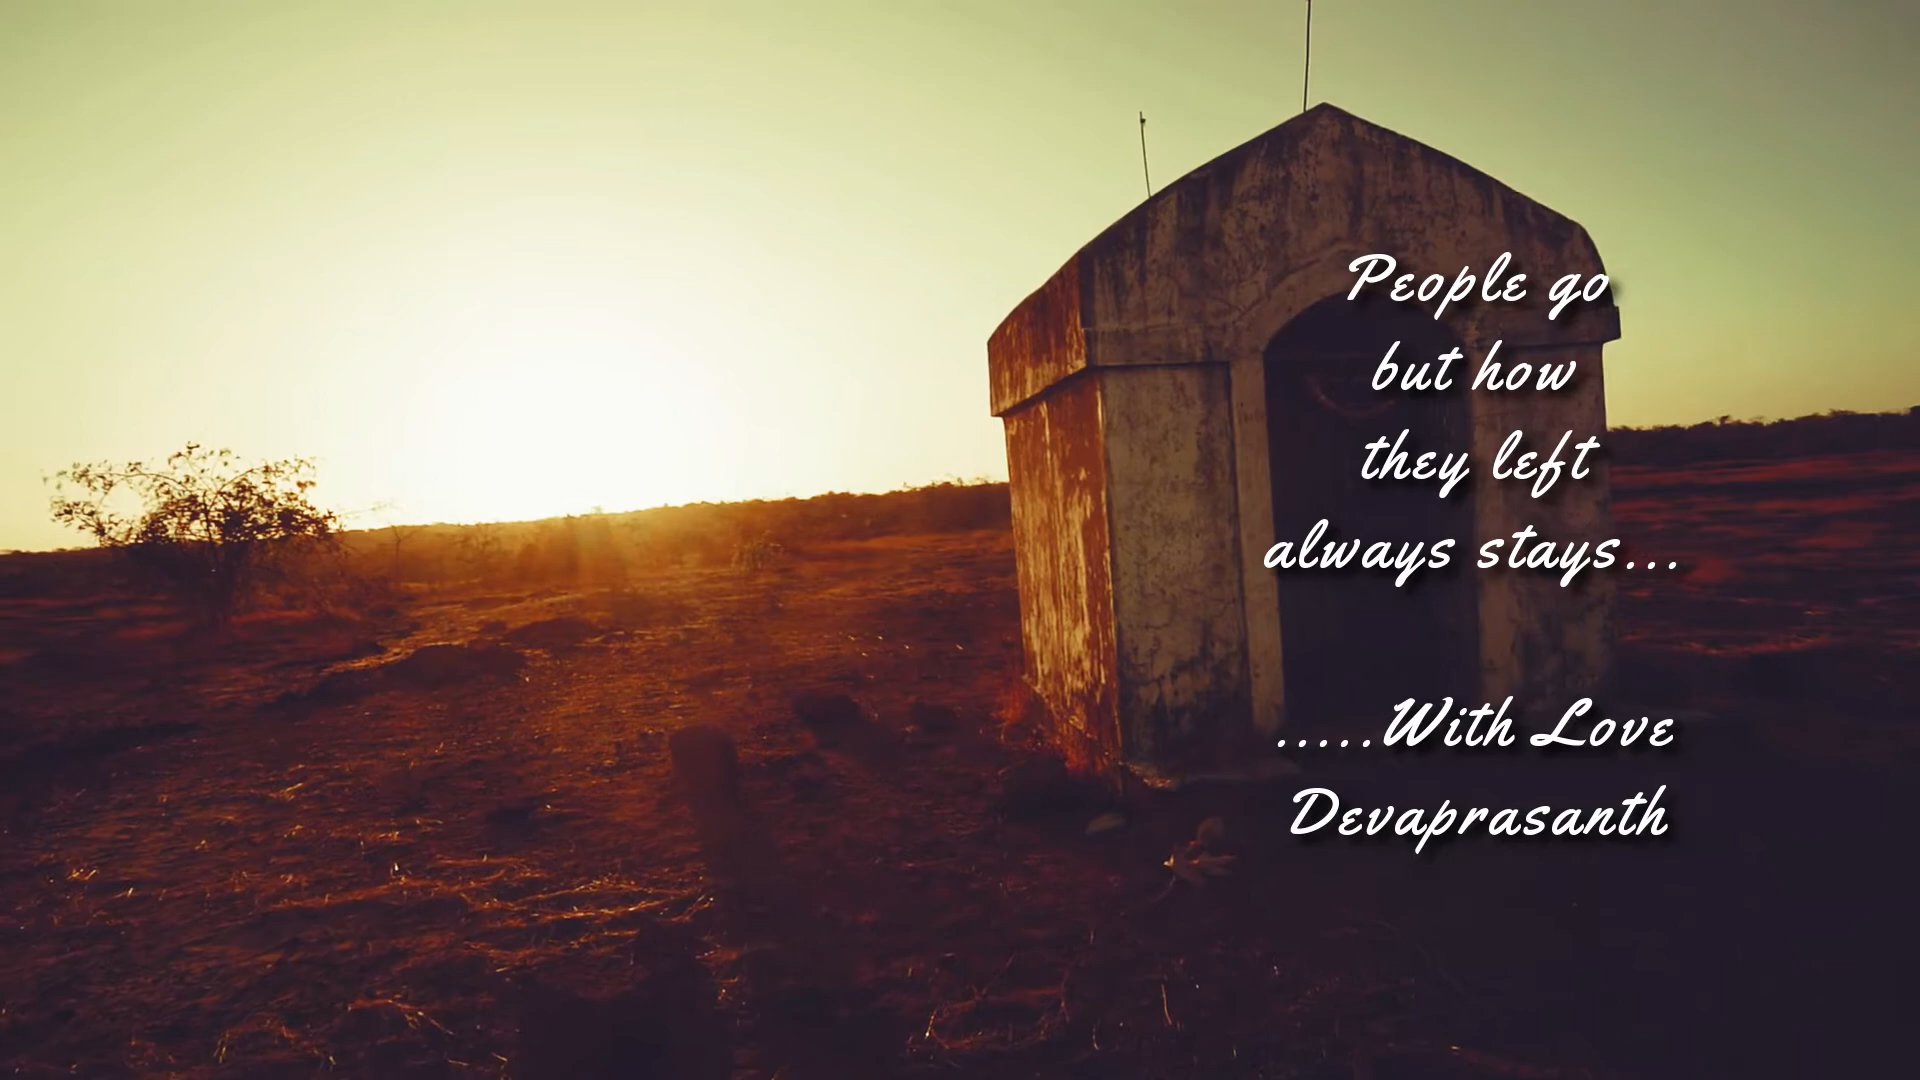 People go
but how
they left
always stays...
.....With Love
Devaprasanth